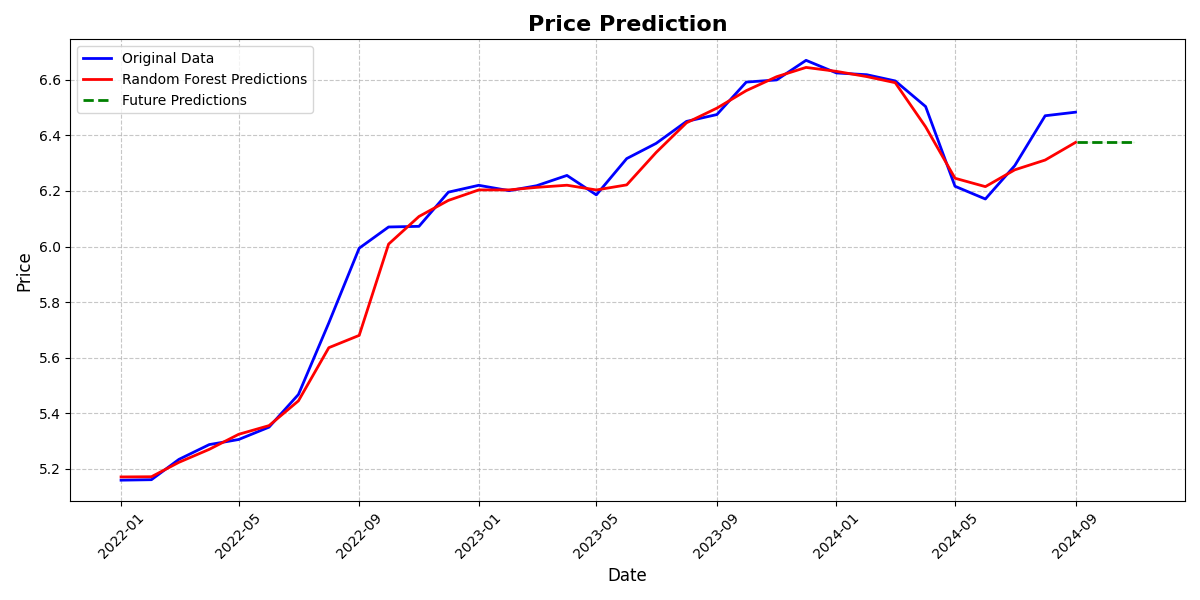 Price Prediction
Original Data
Random Forest Predictions
Future Predictions
Price
6.6
6.4
6.2
6.0
5.8
5.6
5.4
5.2
2022-01
2022-05
2022-09
2023-01
2023-05
2023-09
2024-01
2024-05
2024-09
Date